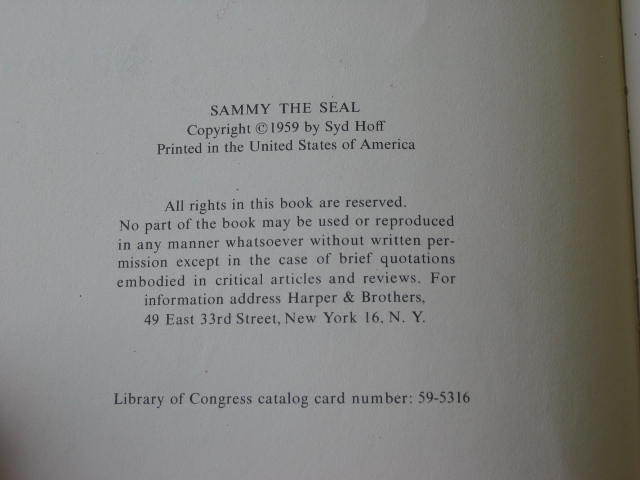 SAMMY THE SEAL
Copyright ©1959 by Syd Hoff
Printed in the United States of America
All rights in this book are reserved.
No part of the book may be used or reproduced
in any manner whatsoever without written per-
mission except in the case of brief quotations
embodied in critical articles and reviews. For
information address Harper & Brothers,
49 East 33rd Street, New York 16, N. Y.
Library of Congress catalog card number: 59-5316